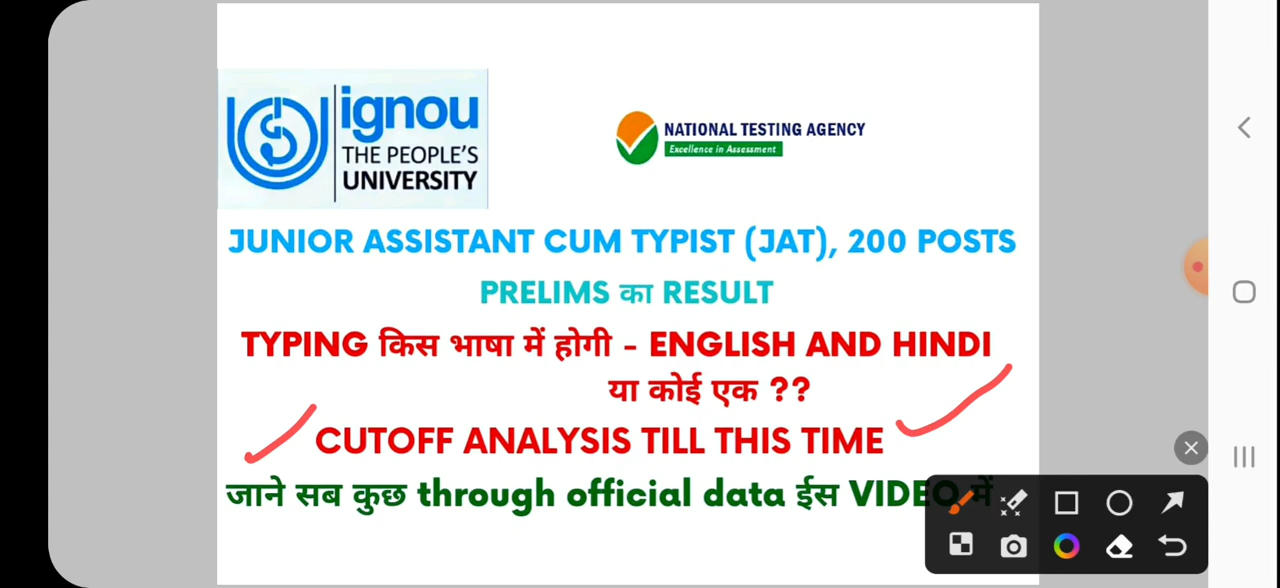 ignou
THE PEOPLE'S
UNIVERSITY
NATIONAL TESTING AGENCY
Excellence in Assessment
JUNIOR ASSISTANT CUM TYPIST (JAT), 200 POSTS
PRELIMS का RESULT
TYPING किस भाषा में होगी - ENGLISH AND HINDI
या कोई एक ??
CUTOFF ANALYSIS TILL THIS TIME
जाने सब कुछ through official data ईस VIDEO में